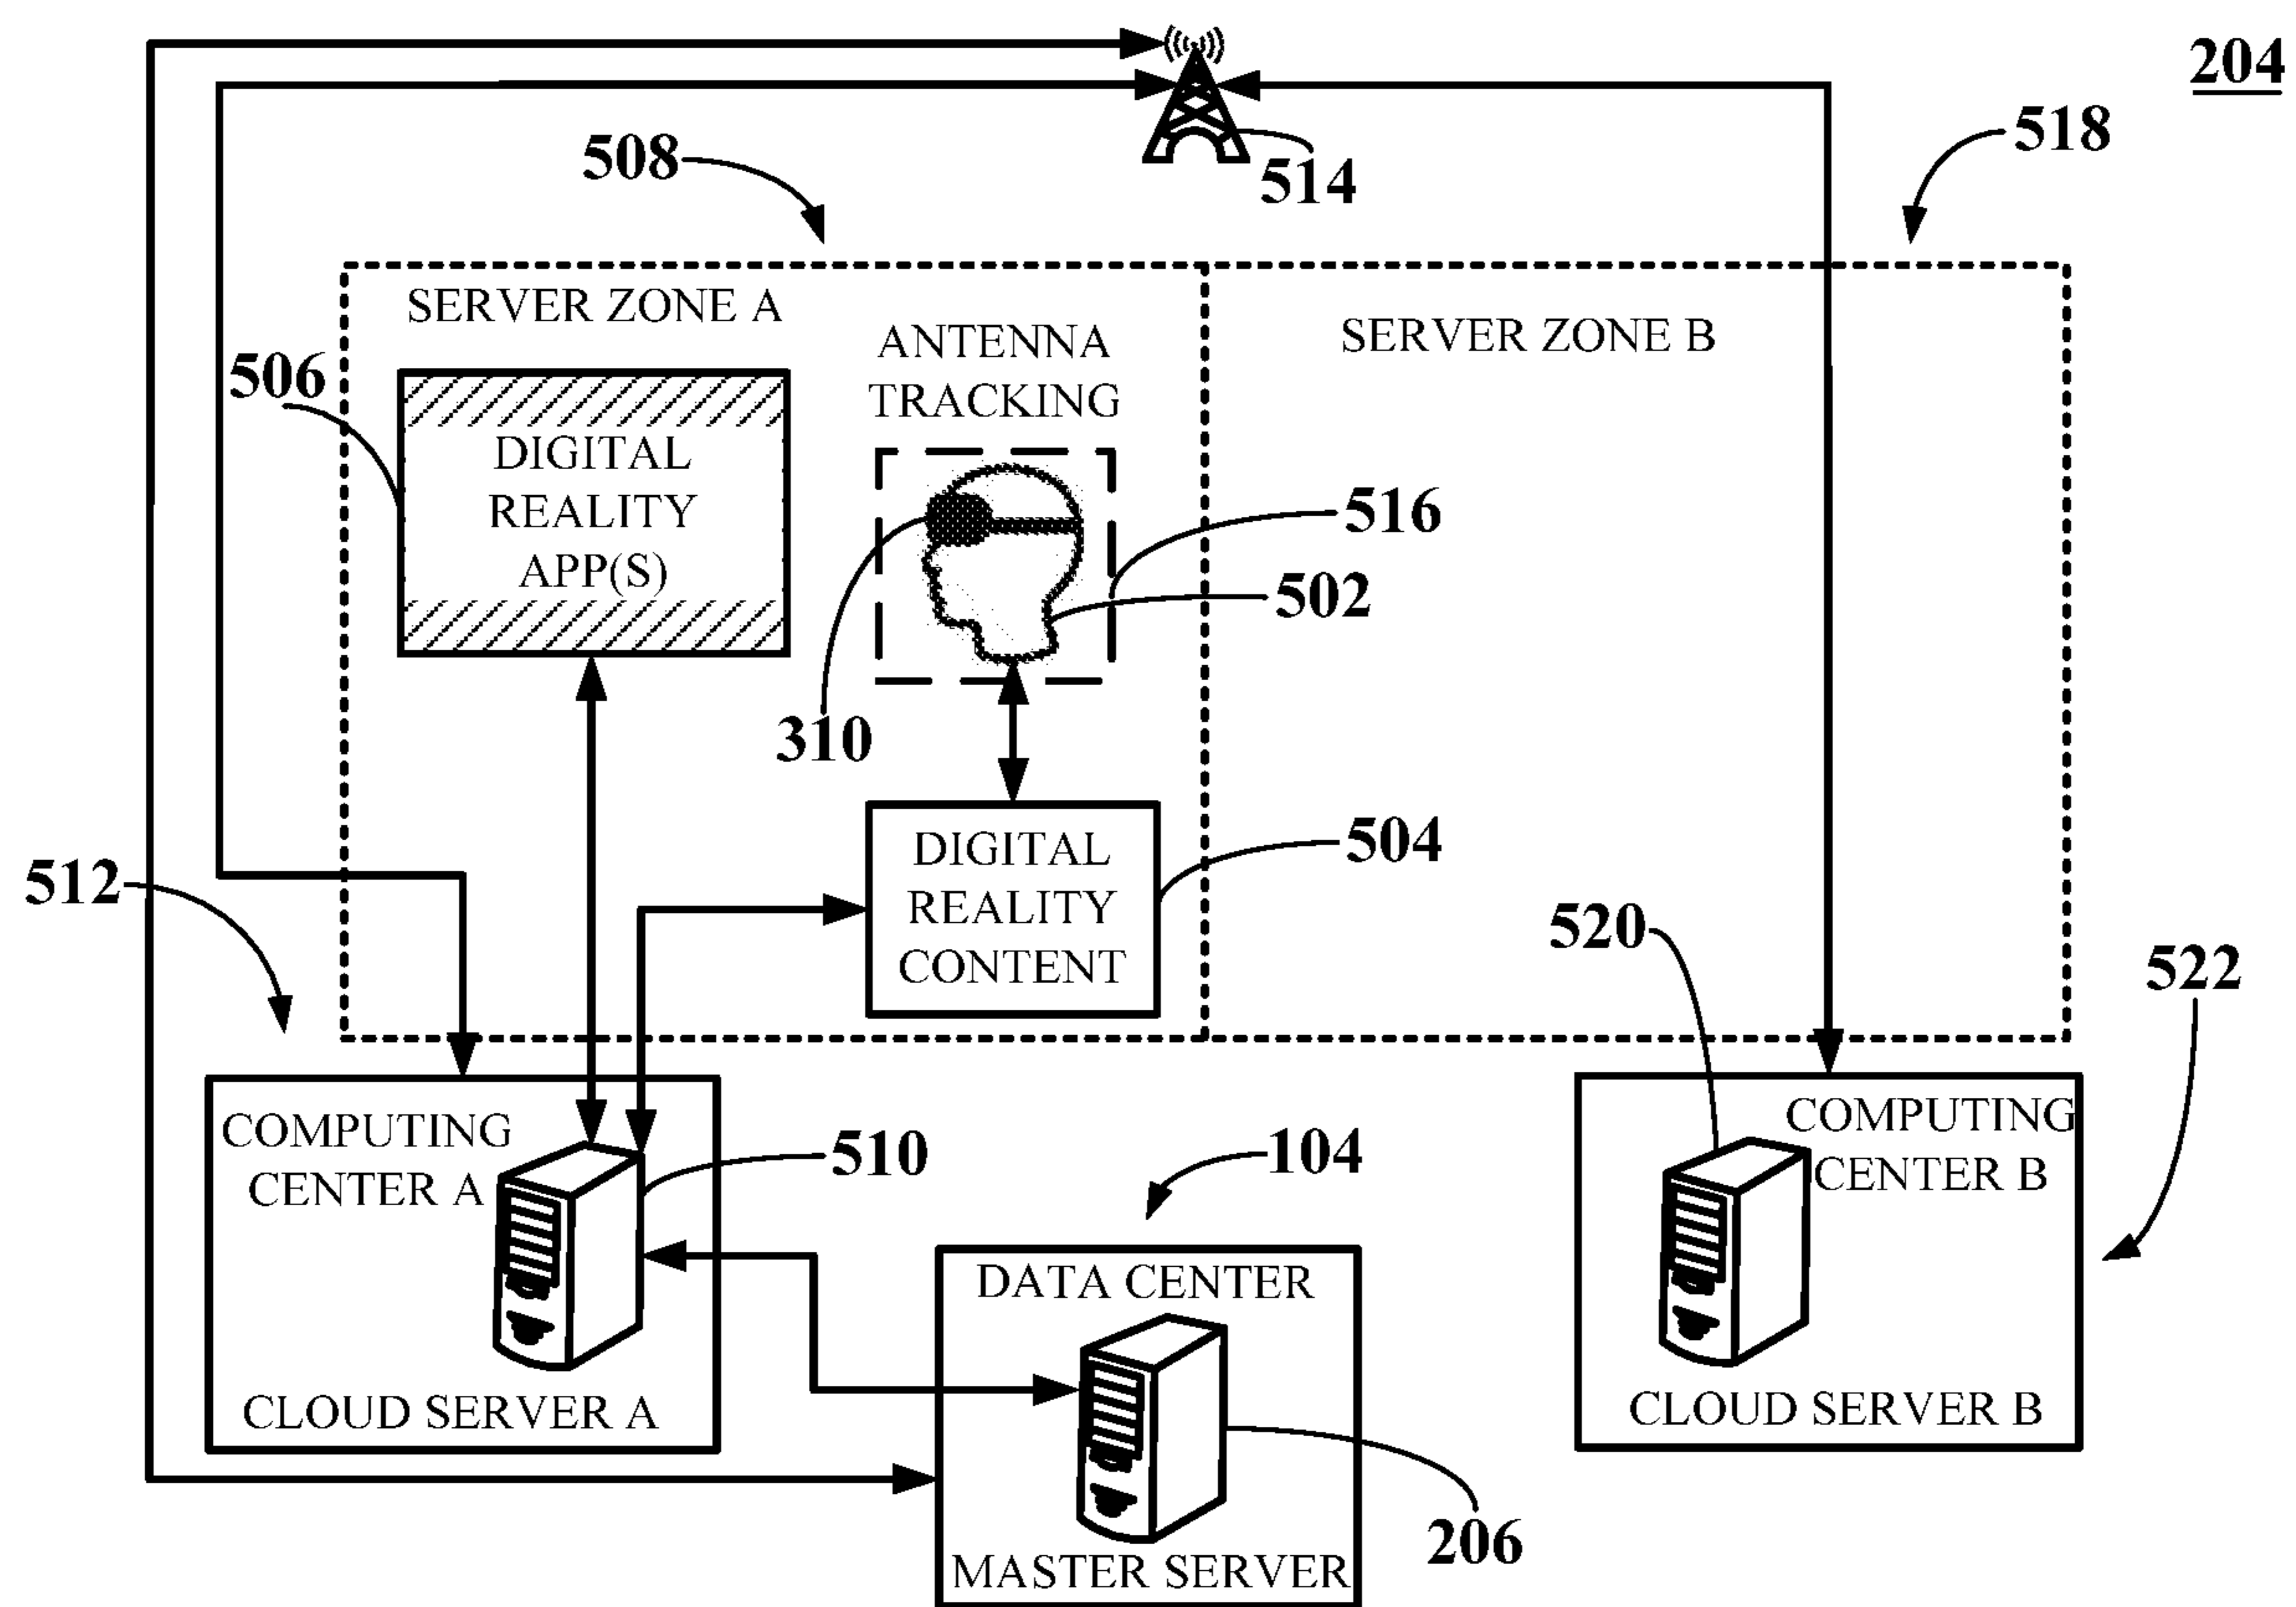 204
518
508
514
SERVER ZONE A
SERVER ZONE B
ANTENNA
TRACKING
506
DIGITAL
REALITY
APP(S)
516
502
310
DIGITAL
REALITY
CONTENT
504
512
520
522
COMPUTING
CENTER A
510
CLOUD SERVER A
104
DATA CENTER
206
MASTER SERVER
COMPUTING
CENTER B
CLOUD SERVER B